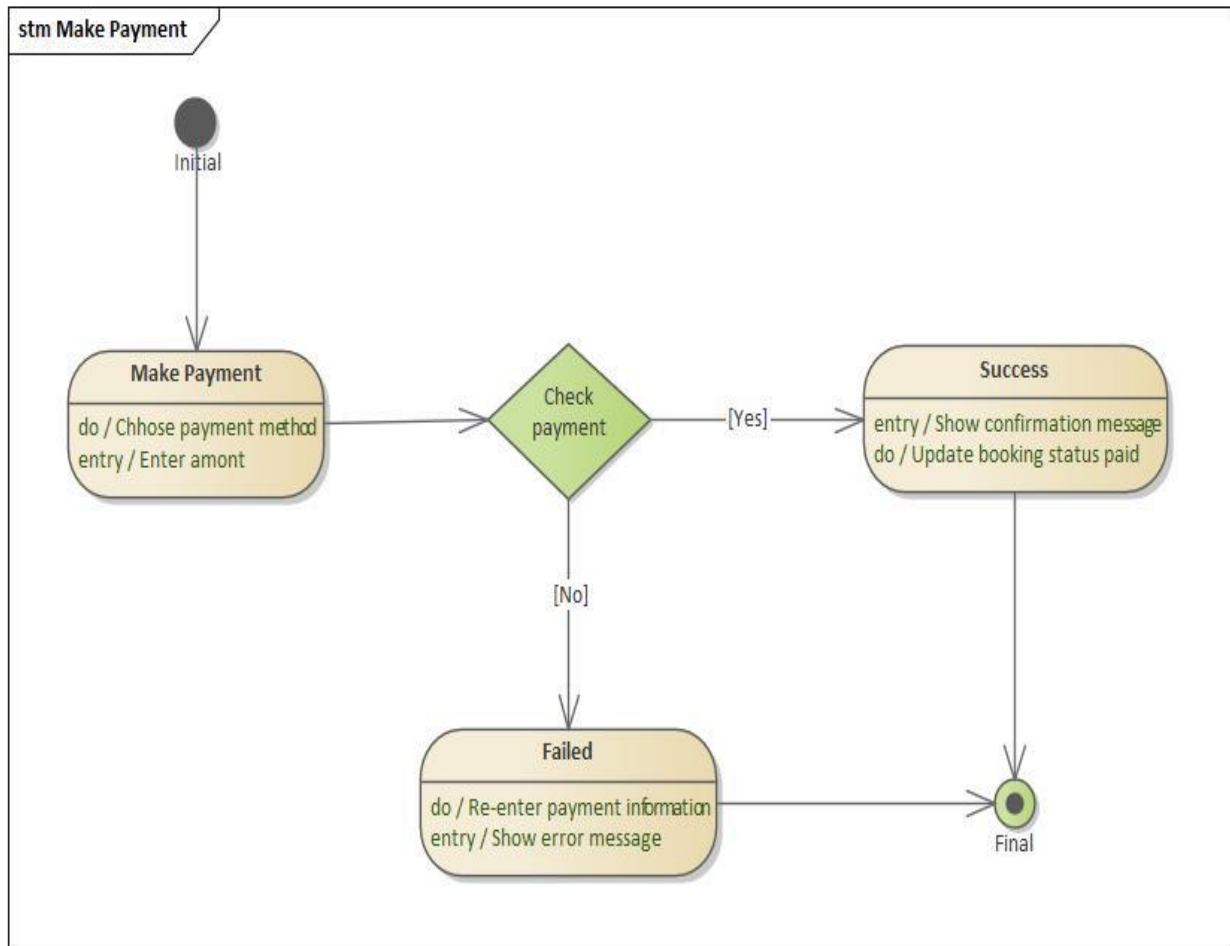 stm Make Payment
Initial
Make Payment
do / Chhose payment method
entry / Enter amont
Check
payment
[Yes]
Success
entry / Show confirmation message
do / Update booking status paid
[No]
Failed
do / Re-enter payment information
entry / Show error message
Final